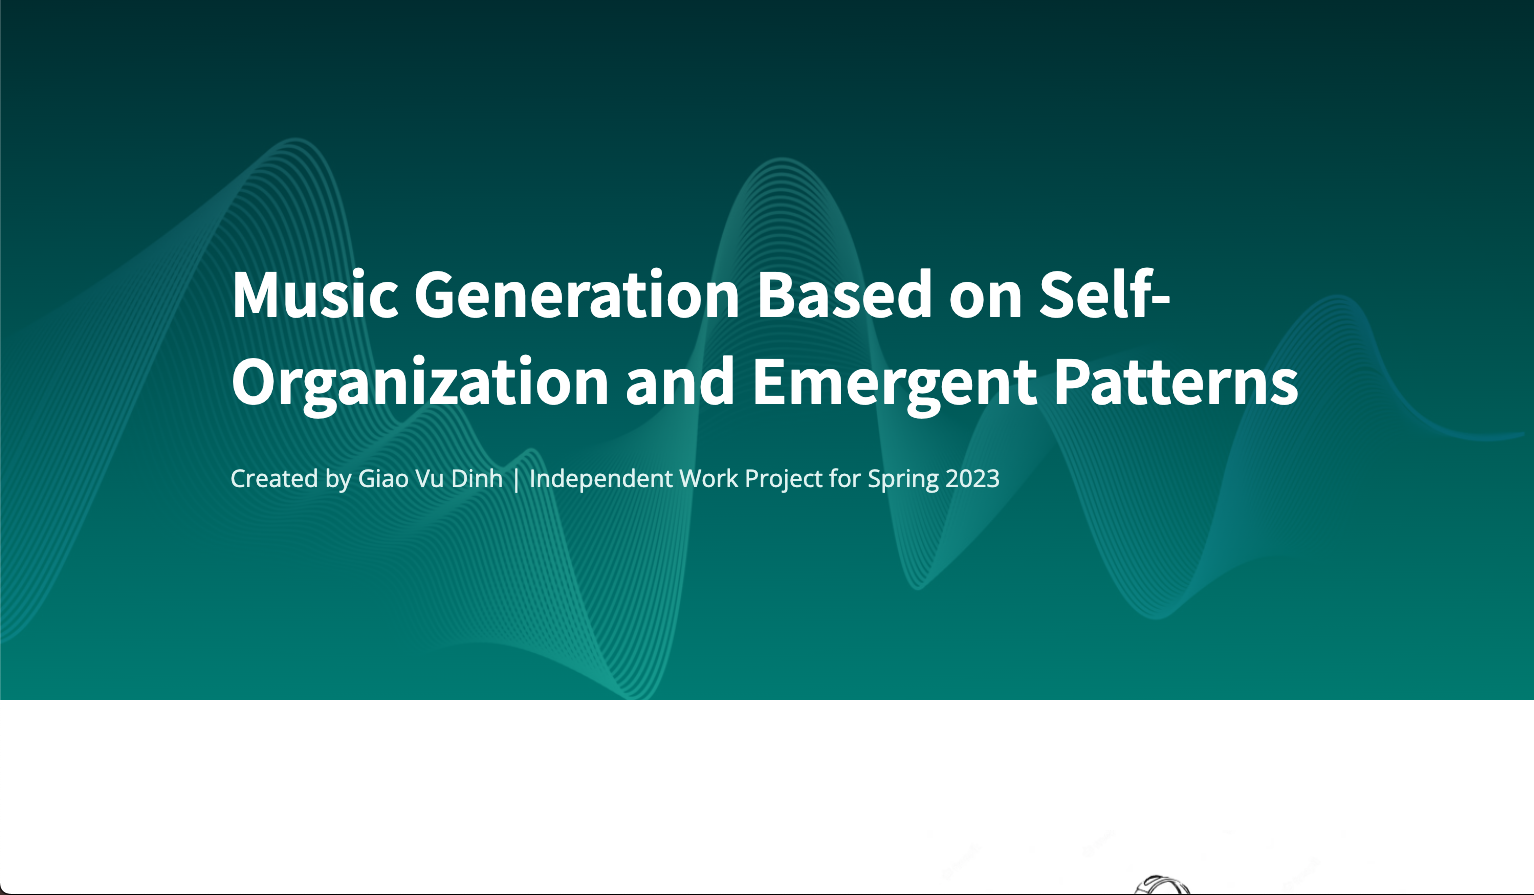 Music Generation Based on Self-
Organization and Emergent Patterns
Created by Giao Vu Dinh | Independent Work Project for Spring 2023